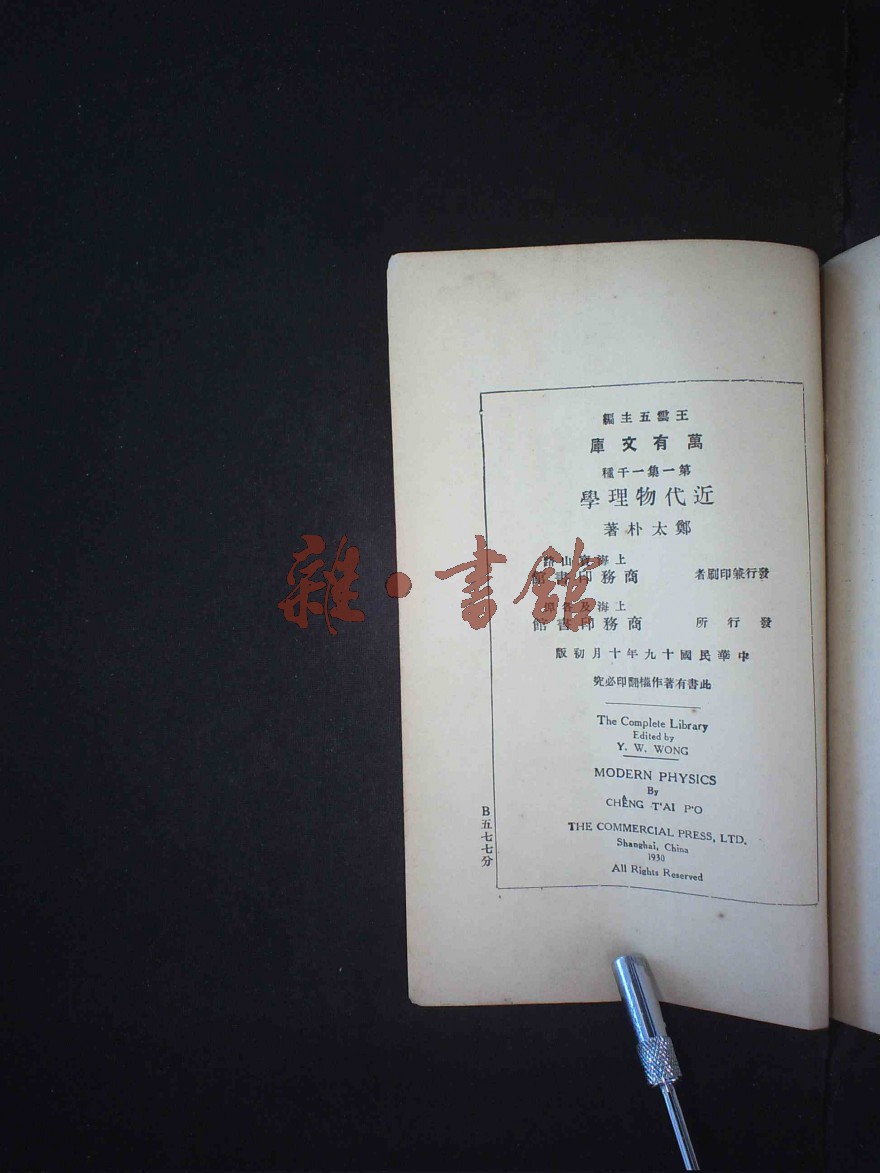 王雲五主編
萬有文庫
第一集一千種
近代物理學
鄭太朴著
發行兼印刷者
上海寶山路
商務印書館
發行所
上海及各埠
商務印書館
中華民國十九年十月初版
此書有著作權翻印必究
The Complete Library
Edited by
Y. W. WONG
MODERN PHYSICS
By
CHÊNG T'AI P'O
THE COMMERCIAL PRESS, LTD.
Shanghai, China
1930
All Rights Reserved
B五七七分
雜·書館